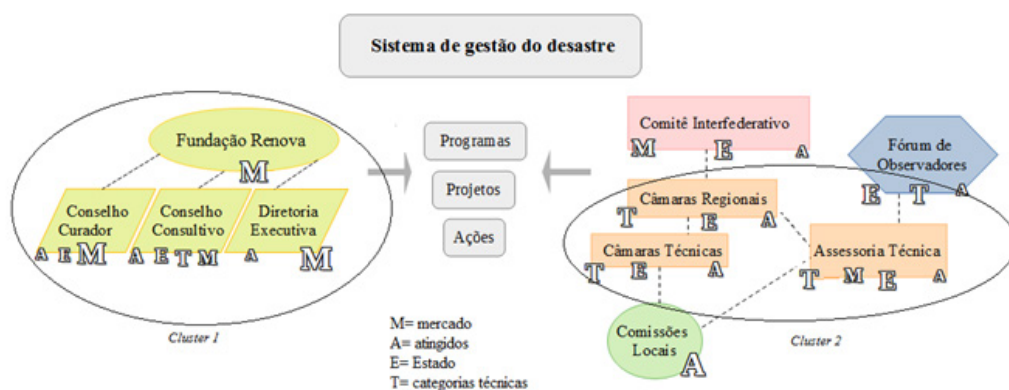 Sistema de gestão do desastre
Fundação Renova
M
Conselho
Curador
A E M
Conselho
Consultivo
A E T M
Diretoria
Executiva
A M
Cluster 1
Programas
Projetos
Ações
M= mercado
A= atingidos
E= Estado
T= categorias técnicas
Comitê Interfederativo
M E A
Fórum de
Observadores
E T A
Câmaras Regionais
T E A
Câmaras Técnicas
T E A
Assessoria Técnica
T M E A
Comissões
Locais
A
Cluster 2